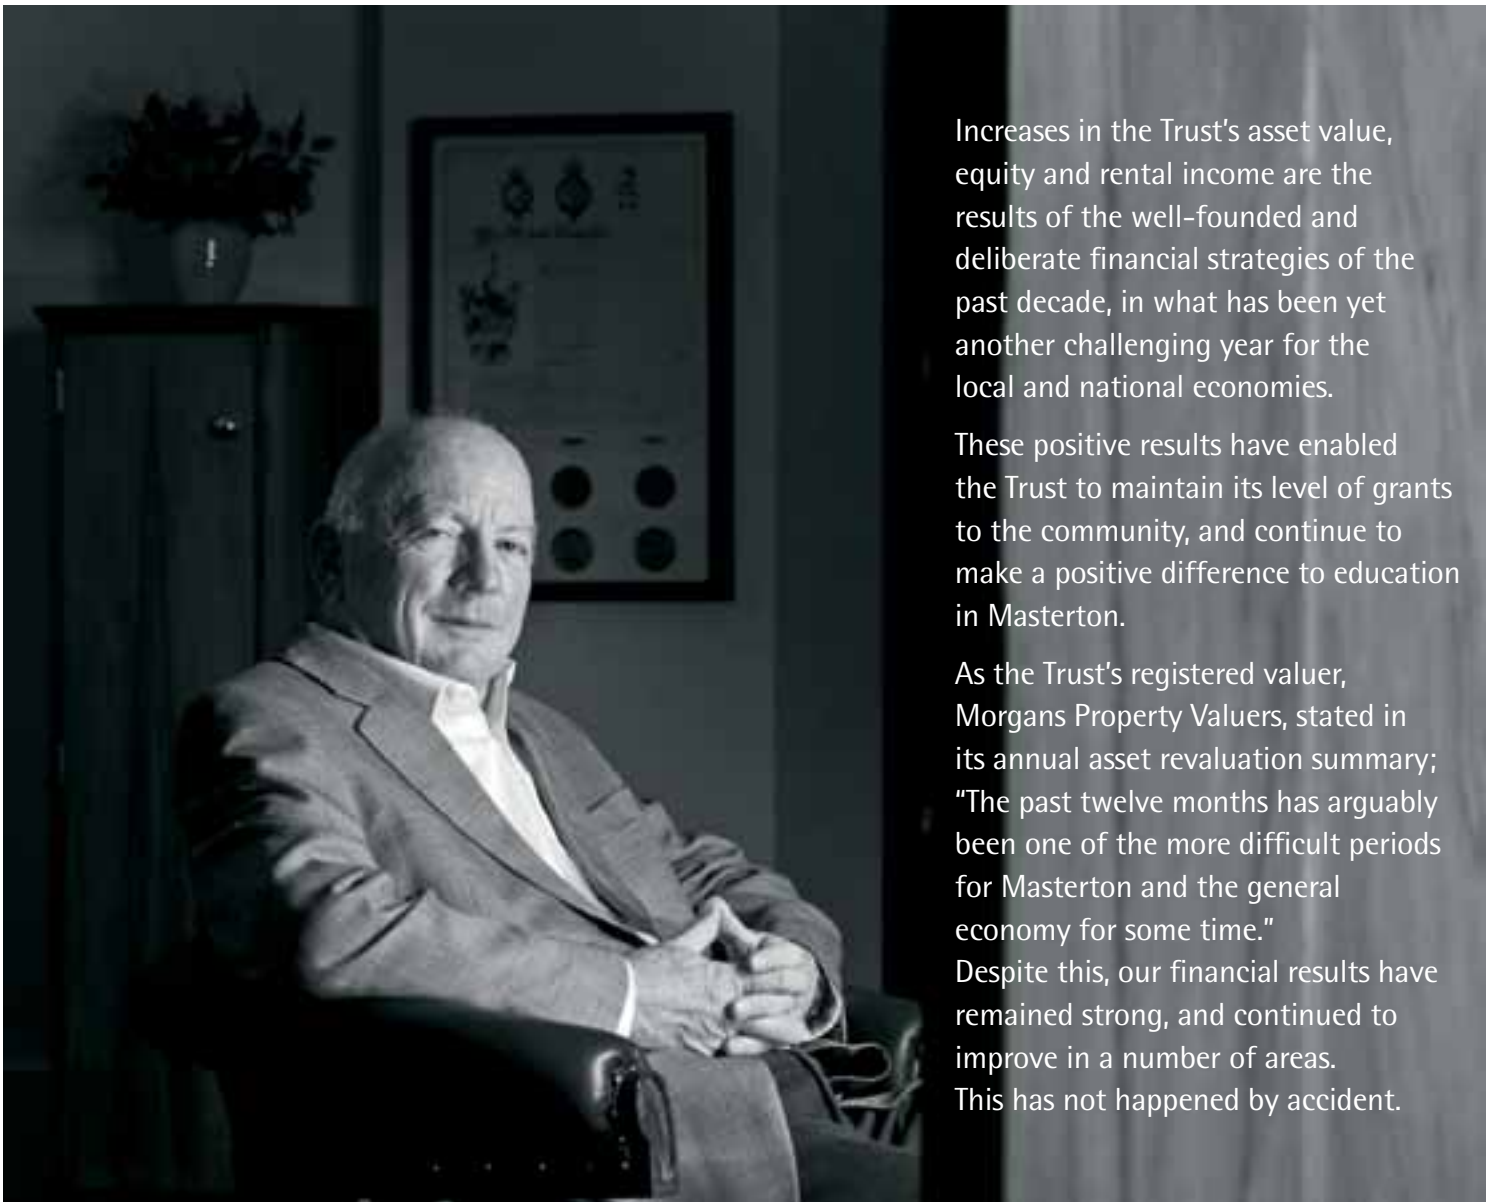 Increases in the Trust's asset value,
equity and rental income are the
results of the well-founded and
deliberate financial strategies of the
past decade, in what has been yet
another challenging year for the
local and national economies.
These positive results have enabled
the Trust to maintain its level of grants
to the community, and continue to
make a positive difference to education
in Masterton.
As the Trust's registered valuer,
Morgans Property Valuers, stated in
its annual asset revaluation summary;
"The past twelve months has arguably
been one of the more difficult periods
for Masterton and the general
economy for some time."
Despite this, our financial results have
remained strong, and continued to
improve in a number of areas.
This has not happened by accident.